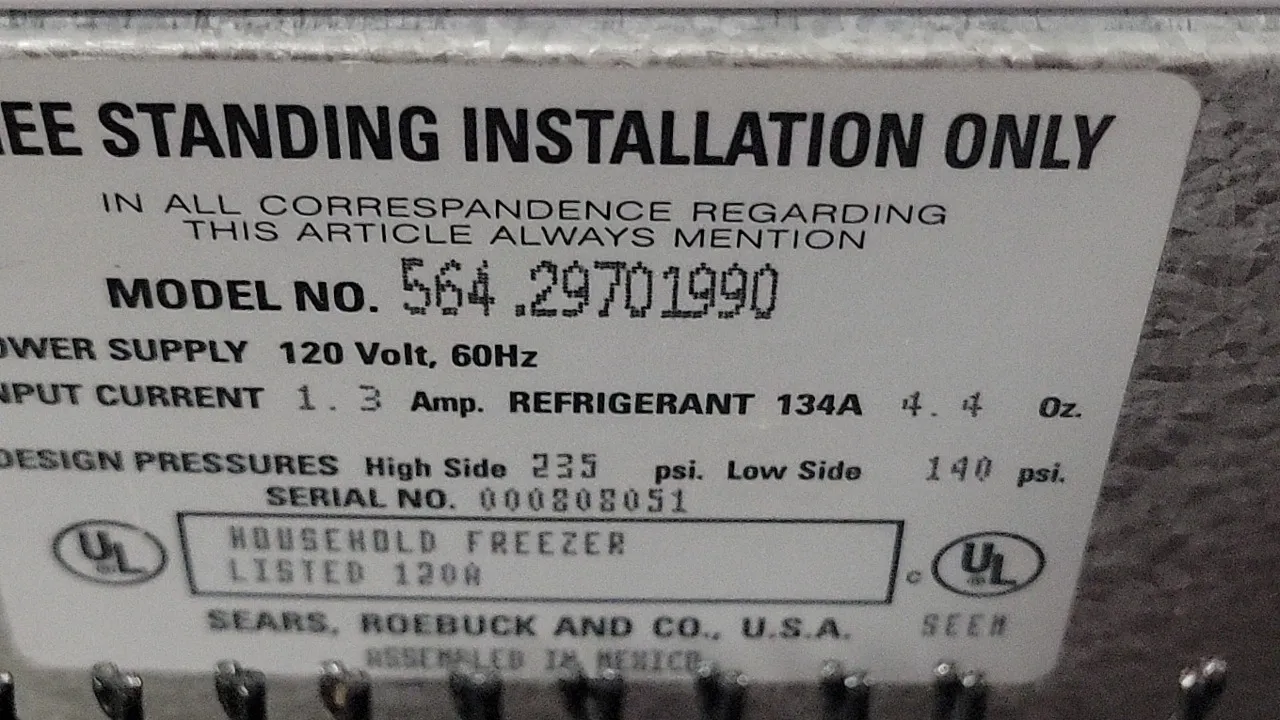 EE STANDING INSTALLATION ONLY
IN ALL CORRESPANDENCE REGARDING
THIS ARTICLE ALWAYS MENTION
MODEL NO. 564.29701990
OWER SUPPLY 120 Volt, 60Hz
NPUT CURRENT 1.3 Amp. REFRIGERANT 134A 4.4 Oz.
DESIGN PRESSURES High Side 235 psi. Low Side 140 psi.
SERIAL NO. 000808051
UL HOUSEHOLD FREEZER
LISTED 120A
c UL
SEARS, ROEBUCK AND CO., U.S.A.
ASSEMBLED IN MEXICO